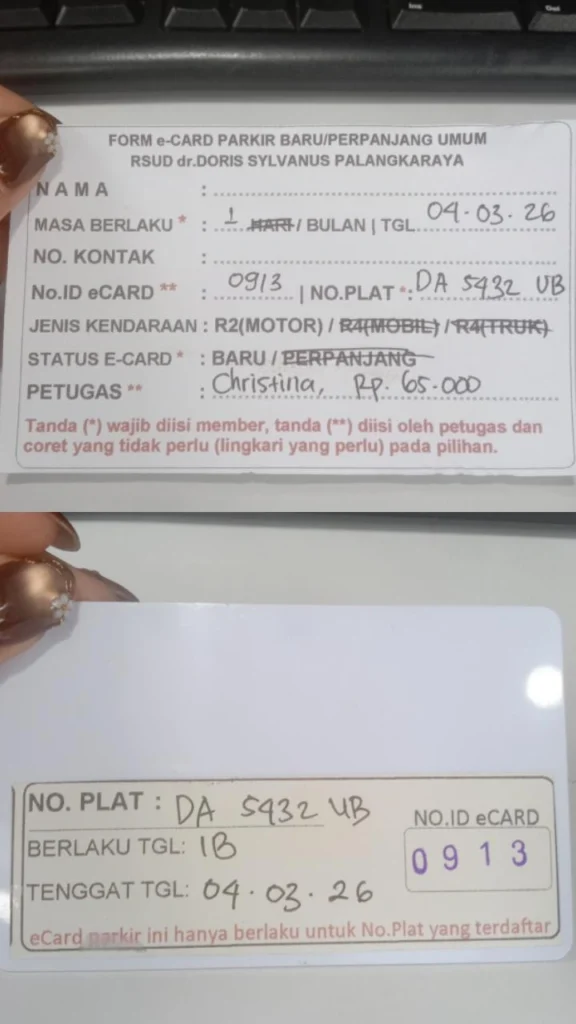 FORM e-CARD PARKIR BARU/PERPANJANG UMUM
RSUD dr.DORIS SYLVANUS PALANGKARAYA
NAMA :
MASA BERLAKU * : 1 HARI / BULAN | TGL. 04.03.26
NO. KONTAK :
No.ID eCARD ** : 0913 | NO.PLAT *: DA 5432 UB
JENIS KENDARAAN : R2(MOTOR) / R4(MOBIL) / R4(TRUK)
STATUS E-CARD * : BARU / PERPANJANG
PETUGAS ** : Christina, Rp. 65.000
Tanda (*) wajib diisi member, tanda (**) diisi oleh petugas dan
coret yang tidak perlu (lingkari yang perlu) pada pilihan.
NO. PLAT : DA 5432 UB
NO.ID eCARD
BERLAKU TGL: 1B
0913
TENGGAT TGL: 04.03.26
eCard parkir ini hanya berlaku untuk No.Plat yang terdaftar